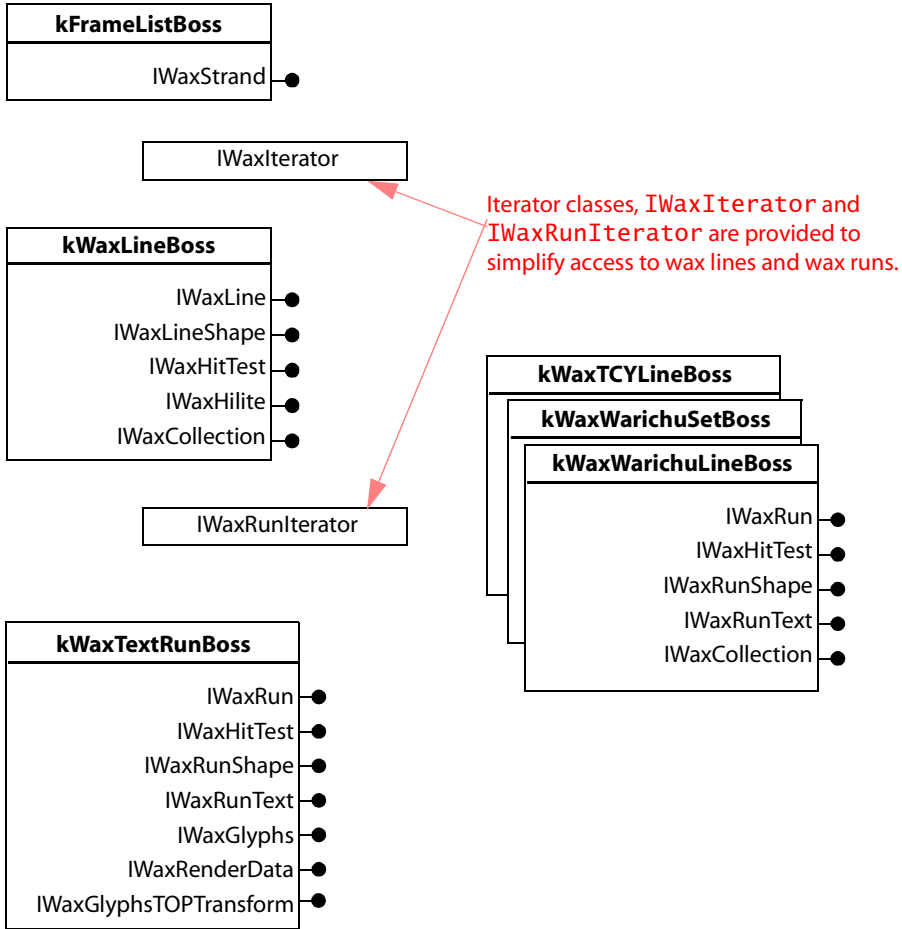 kFrameListBoss
IWaxStrand
IWaxIterator
Iterator classes, IWaxIterator and
IWaxRunIterator are provided to
simplify access to wax lines and wax runs.
kWaxLineBoss
IWaxLine
IWaxLineShape
IWaxHitTest
IWaxHilite
IWaxCollection
IWaxRunIterator
kWaxTCYLineBoss
kWaxWarichuSetBoss
kWaxWarichuLineBoss
IWaxRun
IWaxHitTest
IWaxRunShape
IWaxRunText
IWaxCollection
kWaxTextRunBoss
IWaxRun
IWaxHitTest
IWaxRunShape
IWaxRunText
IWaxGlyphs
IWaxRenderData
IWaxGlyphsTOPTransform